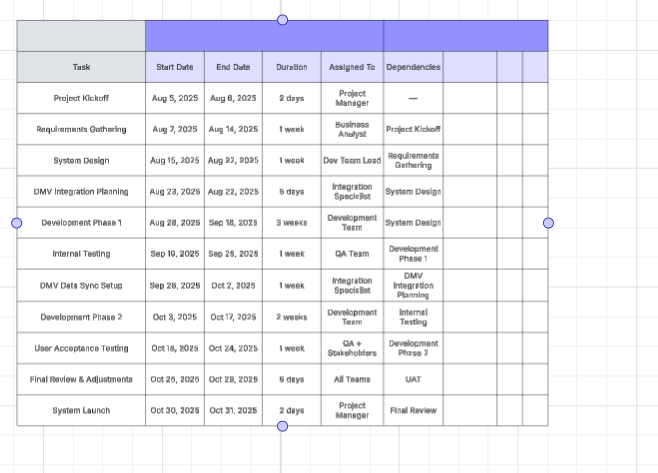 Task Start Date End Date Duration Assigned To Dependencies
Project Kickoff Aug 5, 2025 Aug 6, 2025 2 days Project Manager —
Requirements Gathering Aug 7, 2025 Aug 14, 2025 1 week Business Analyst Project Kickoff
System Design Aug 15, 2025 Aug 22, 2025 1 week Dev Team Lead Requirements Gathering
DMV Integration Planning Aug 23, 2025 Aug 22, 2025 5 days Integration Specialist System Design
Development Phase 1 Aug 28, 2025 Sep 18, 2025 3 weeks Development Team System Design
Internal Testing Sep 19, 2025 Sep 25, 2025 1 week QA Team Development Phase 1
DMV Data Sync Setup Sep 26, 2025 Oct 2, 2025 1 week Integration Specialist DMV Integration Planning
Development Phase 2 Oct 3, 2025 Oct 17, 2025 2 weeks Development Team Internal Testing
User Acceptance Testing Oct 18, 2025 Oct 24, 2025 1 week QA + Stakeholders Development Phase 2
Final Review & Adjustments Oct 25, 2025 Oct 29, 2025 5 days All Teams UAT
System Launch Oct 30, 2025 Oct 31, 2025 2 days Project Manager Final Review